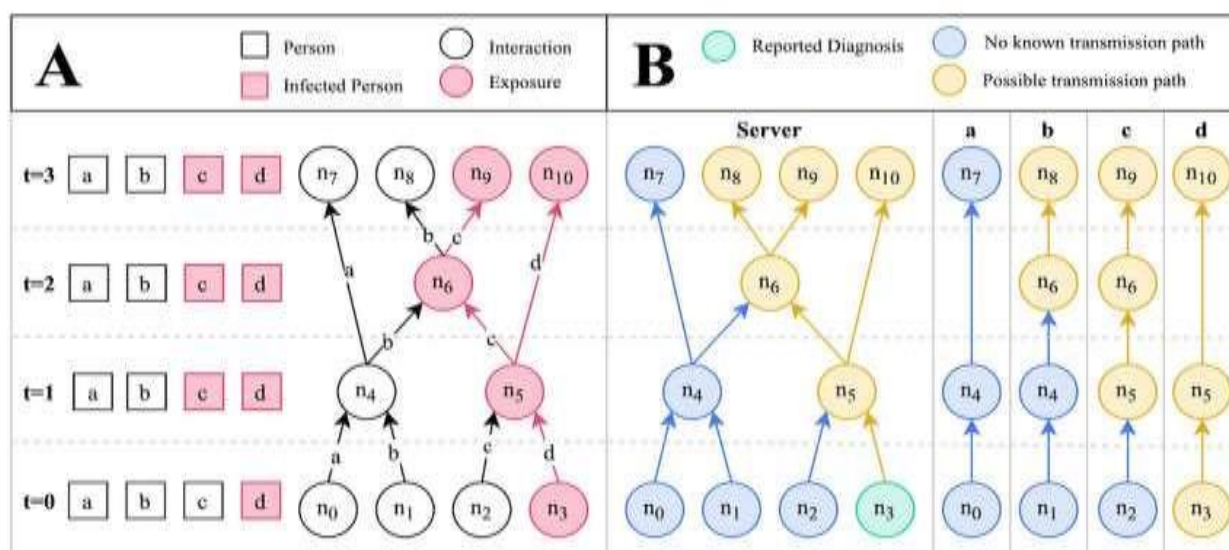 A
Person
Interaction
Infected Person
Exposure
B
Reported Diagnosis
No known transmission path
Possible transmission path
Server a b c d
t=3 a b c d n7 n8 n9 n10 n7 n8 n9 n10 n7 n8 n9 n10
b c
a d
t=2 a b c d n6 n6 n6 n6
b c
t=1 a b c d n4 n5 n4 n5 n4 n4 n5 n5
a b c d
t=0 a b c d n0 n1 n2 n3 n0 n1 n2 n3 n0 n1 n2 n3